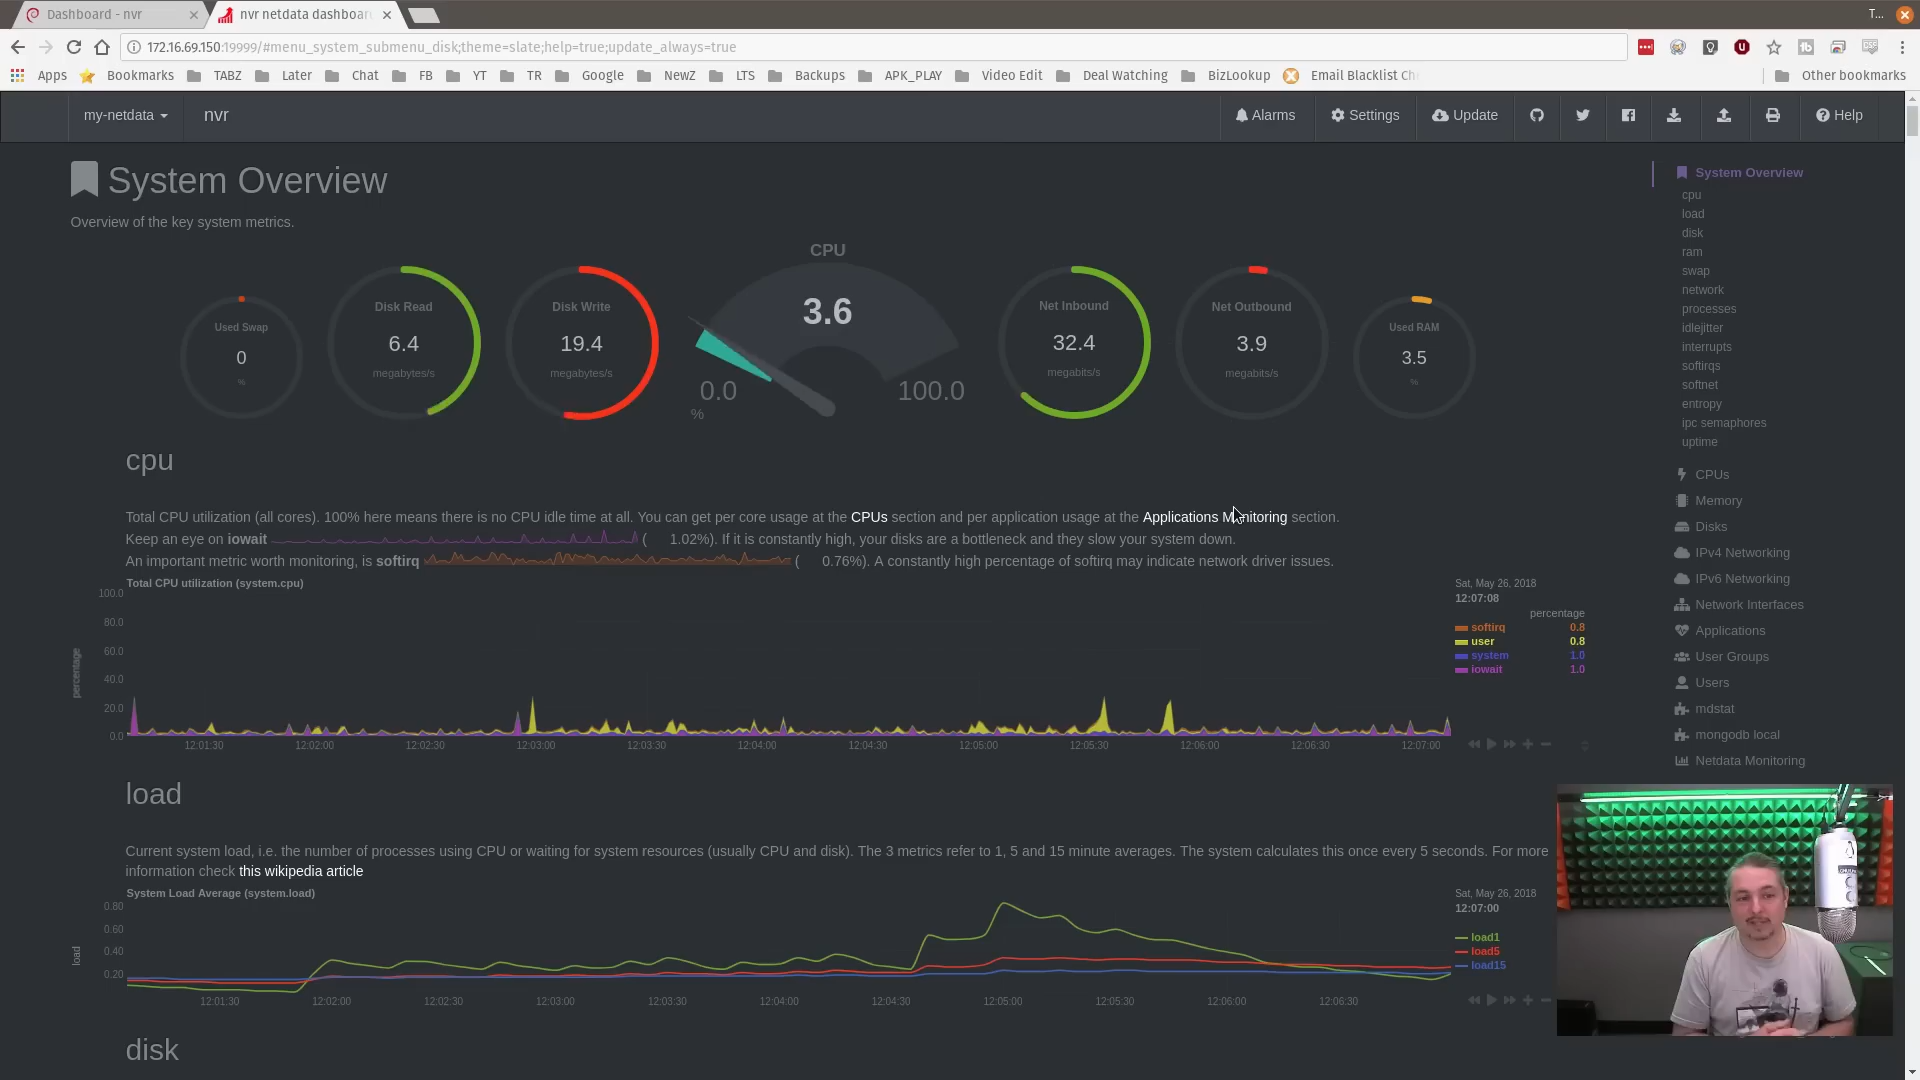 Dashboard - nvr
nvr netdata dashboar
T...
172.16.69.150:19999/#menu_system_submenu_disk;theme=slate;help=true;update_always=true
Apps Bookmarks TABZ Later Chat FB YT TR Google NewZ LTS Backups APK_PLAY Video Edit Deal Watching BizLookup Email Blacklist Ch Other bookmarks
my-netdata nvr Alarms Settings Update Help
System Overview
Overview of the key system metrics.
CPU
Used Swap
0
%
Disk Read
6.4
megabytes/s
Disk Write
19.4
megabytes/s
3.6
0.0 100.0
%
Net Inbound
32.4
megabits/s
Net Outbound
3.9
megabits/s
Used RAM
3.5
%
cpu
Total CPU utilization (all cores). 100% here means there is no CPU idle time at all. You can get per core usage at the CPUs section and per application usage at the Applications Monitoring section.
Keep an eye on iowait ( 1.02%). If it is constantly high, your disks are a bottleneck and they slow your system down.
An important metric worth monitoring, is softirq ( 0.76%). A constantly high percentage of softirq may indicate network driver issues.
Total CPU utilization (system.cpu)
100.0
80.0
60.0
40.0
20.0
0.0
percentage
12:01:30 12:02:00 12:02:30 12:03:00 12:03:30 12:04:00 12:04:30 12:05:00 12:05:30 12:06:00 12:06:30 12:07:00
Sat, May 26, 2018
12:07:08
percentage
softirq 0.8
user 0.8
system 1.0
iowait 1.0
load
Current system load, i.e. the number of processes using CPU or waiting for system resources (usually CPU and disk). The 3 metrics refer to 1, 5 and 15 minute averages. The system calculates this once every 5 seconds. For more
information check this wikipedia article
System Load Average (system.load)
0.80
0.60
0.40
0.20
load
12:01:30 12:02:00 12:02:30 12:03:00 12:03:30 12:04:00 12:04:30 12:05:00 12:05:30 12:06:00 12:06:30
Sat, May 26, 2018
12:07:00
load1
load5
load15
disk
System Overview
cpu
load
disk
ram
swap
network
processes
idlejitter
interrupts
softirqs
softnet
entropy
ipc semaphores
uptime
CPUs
Memory
Disks
IPv4 Networking
IPv6 Networking
Network Interfaces
Applications
User Groups
Users
mdstat
mongodb local
Netdata Monitoring